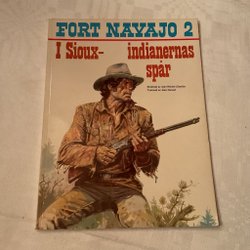 FORT NAVAJO 2
I Sioux- indianernas
spår